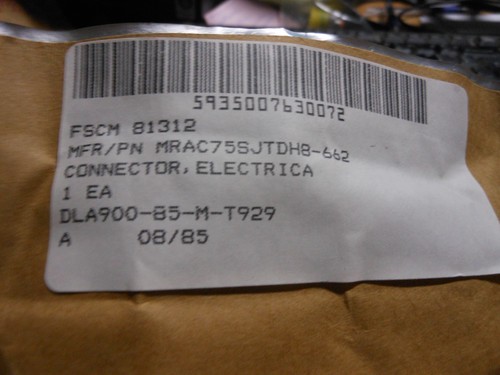 5935007630072
FSCM 81312
MFR/PN MRAC75SJTDH8-662
CONNECTOR, ELECTRICA
1 EA
DLA900-85-M-T929
A 08/85